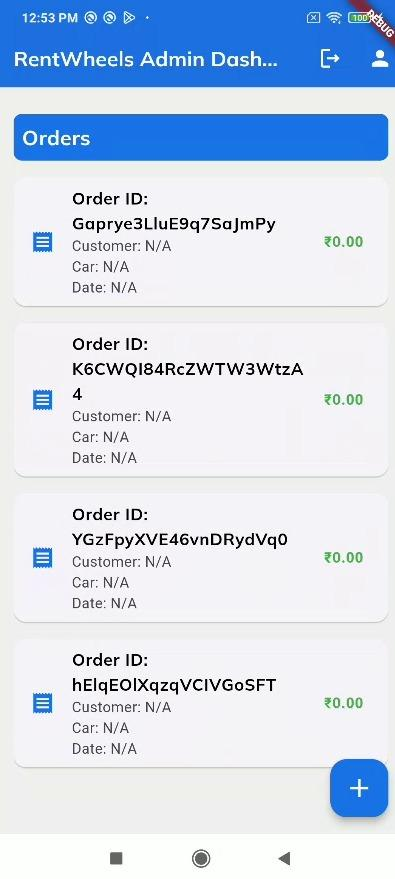 12:53 PM
100
DEBUG
RentWheels Admin Dash...
Orders
Order ID:
Gaprye3LluE9q7SaJmPy
Customer: N/A
Car: N/A
Date: N/A
₹0.00
Order ID:
K6CWQI84RcZWTW3WtzA
4
Customer: N/A
Car: N/A
Date: N/A
₹0.00
Order ID:
YGzFpyXVE46vnDRydVq0
Customer: N/A
Car: N/A
Date: N/A
₹0.00
Order ID:
hElqEOlXqzqVCIVGoSFT
Customer: N/A
Car: N/A
Date: N/A
₹0.00